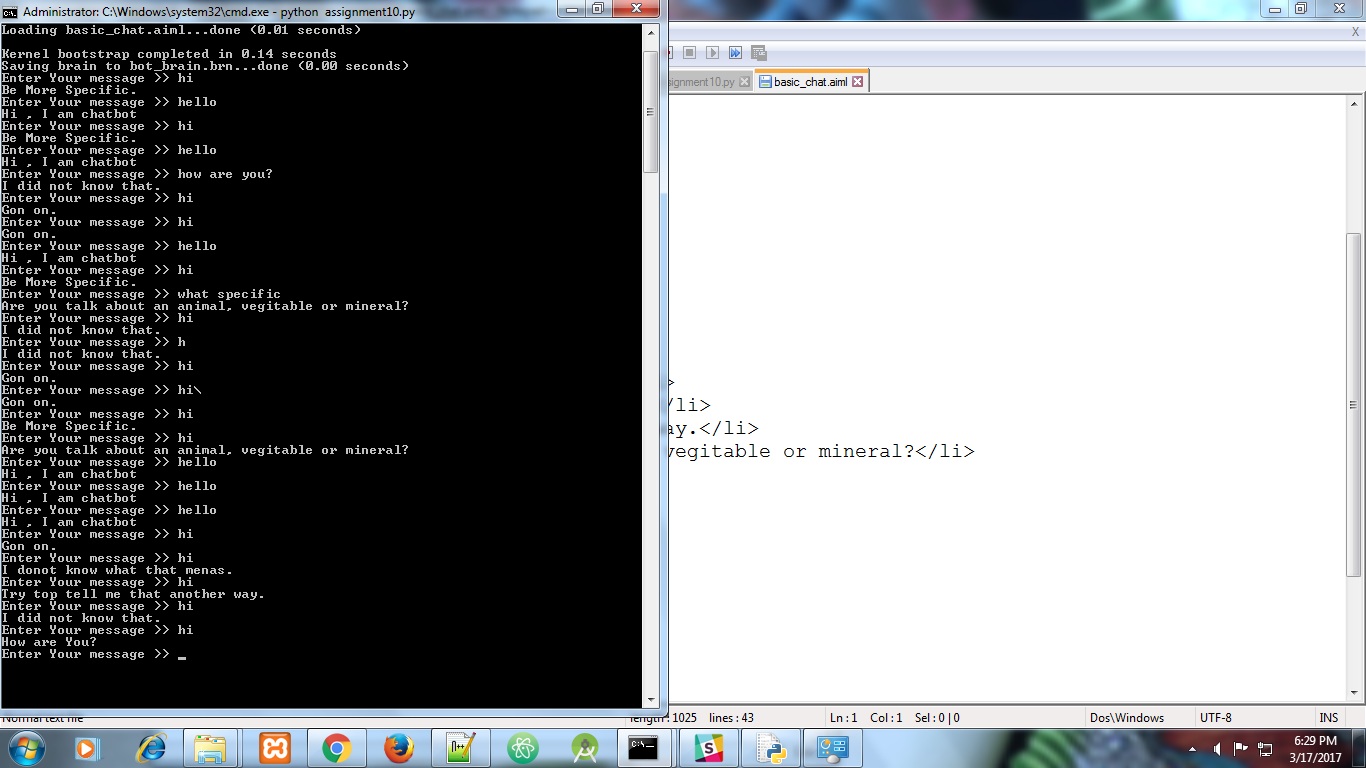 Administrator: C:\Windows\system32\cmd.exe - python assignment10.py
Loading basic_chat.aiml...done (0.01 seconds)
Kernel bootstrap completed in 0.14 seconds
Saving brain to bot_brain.brn...done (0.00 seconds)
Enter Your message >> hi
Be More Specific.
Enter Your message >> hello
Hi , I am chatbot
Enter Your message >> hi
Be More Specific.
Enter Your message >> hello
Hi , I am chatbot
Enter Your message >> how are you?
I did not know that.
Enter Your message >> hi
Gon on.
Enter Your message >> hi
Gon on.
Enter Your message >> hello
Hi , I am chatbot
Enter Your message >> hi
Be More Specific.
Enter Your message >> what specific
Are you talk about an animal, vegitable or mineral?
Enter Your message >> hi
I did not know that.
Enter Your message >> h
I did not know that.
Enter Your message >> hi
Gon on.
Enter Your message >> hi\
Gon on.
Enter Your message >> hi
Be More Specific.
Enter Your message >> hi
Are you talk about an animal, vegitable or mineral?
Enter Your message >> hello
Hi , I am chatbot
Enter Your message >> hello
Hi , I am chatbot
Enter Your message >> hello
Hi , I am chatbot
Enter Your message >> hi
Gon on.
Enter Your message >> hi
I donot know what that menas.
Enter Your message >> hi
Try top tell me that another way.
Enter Your message >> hi
I did not know that.
Enter Your message >> hi
How are You?
Enter Your message >> _
X
signment10.py
basic_chat.aiml
>
/li>
ay.</li>
vegitable or mineral?</li>
Normal text file
length : 1025 lines : 43
Ln : 1 Col : 1 Sel : 0 | 0
Dos\Windows
UTF-8
INS
6:29 PM
3/17/2017